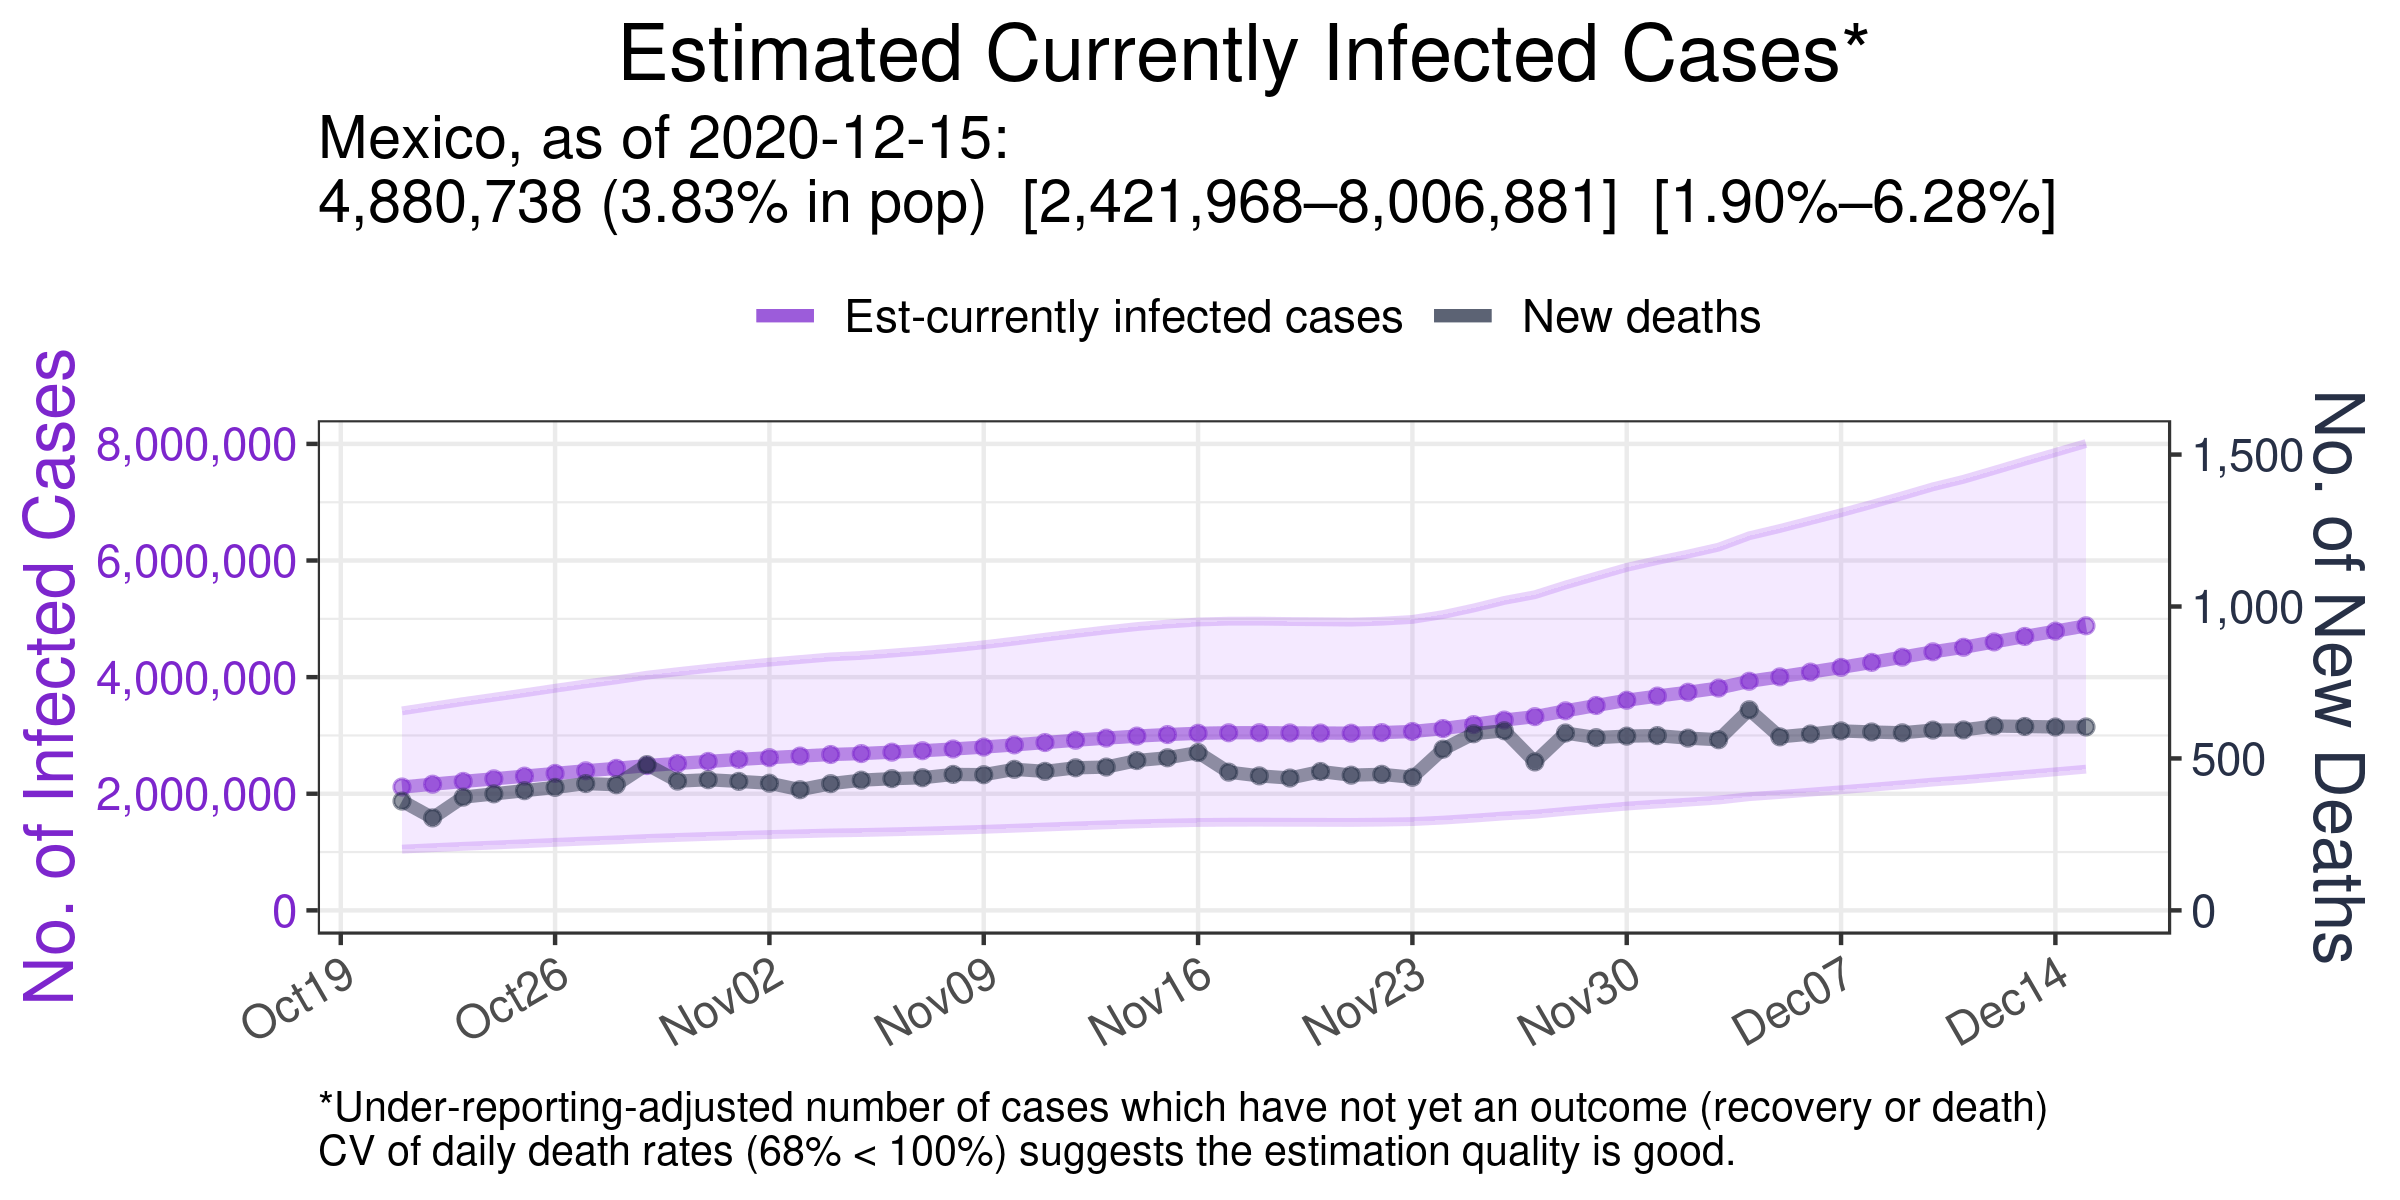 Estimated Currently Infected Cases*
Mexico, as of 2020-12-15:
4,880,738 (3.83% in pop)  [2,421,968–8,006,881]  [1.90%–6.28%]
Est-currently infected cases
New deaths
No. of Infected Cases
8,000,000
6,000,000
4,000,000
2,000,000
0
1,500
1,000
500
0
No. of New Deaths
Oct19
Oct26
Nov02
Nov09
Nov16
Nov23
Nov30
Dec07
Dec14
*Under-reporting-adjusted number of cases which have not yet an outcome (recovery or death)
CV of daily death rates (68% < 100%) suggests the estimation quality is good.